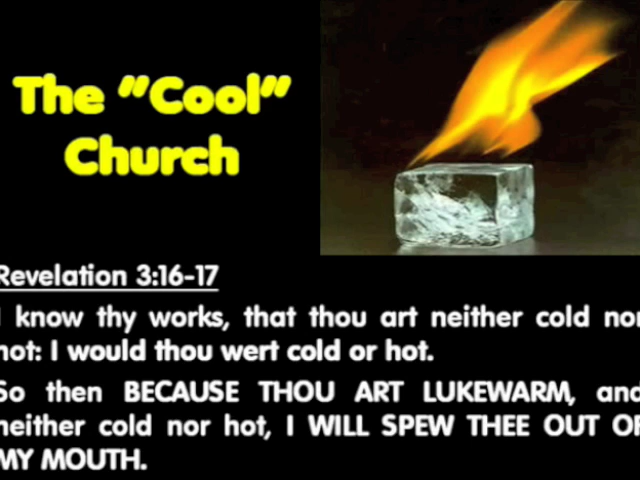 The "Cool"
Church
Revelation 3:16-17
I know thy works, that thou art neither cold nor
hot: I would thou wert cold or hot.
So then BECAUSE THOU ART LUKEWARM, and
neither cold nor hot, I WILL SPEW THEE OUT OF
MY MOUTH.